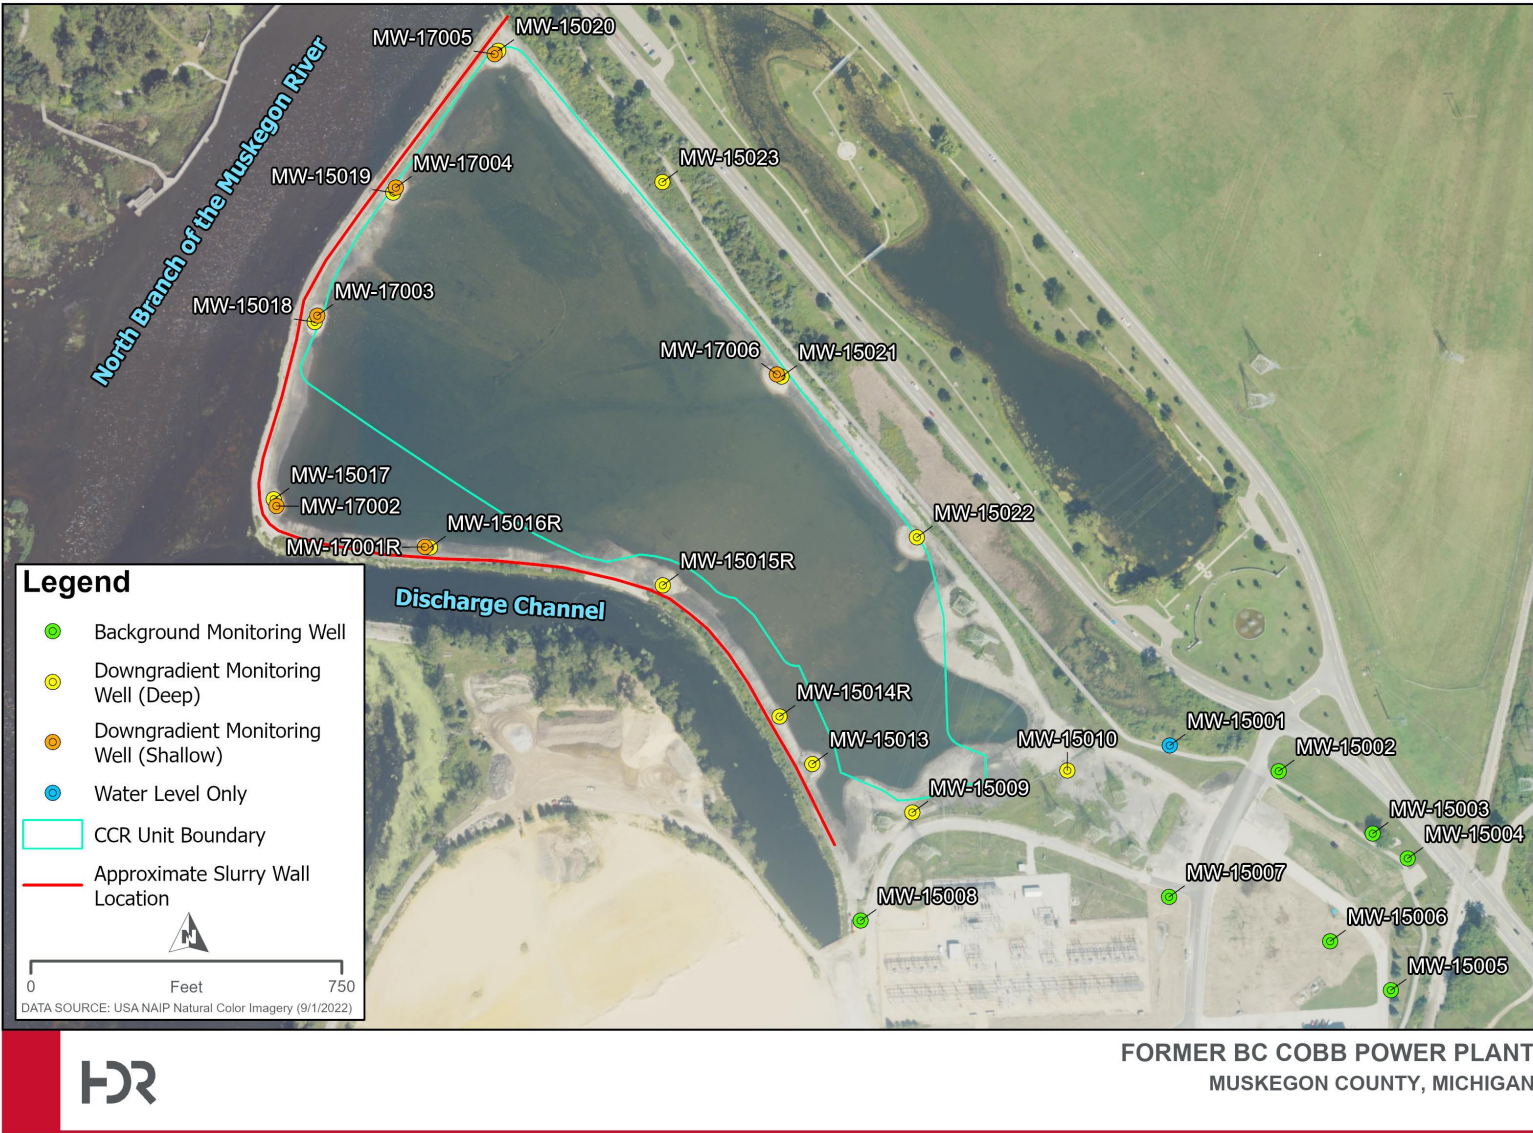 MW-17005
MW-15020
North Branch of the Muskegon River
MW-15019
MW-17004
MW-15023
MW-15018
MW-17003
MW-17006
MW-15021
MW-15017
MW-17002
MW-15016R
MW-17001R
MW-15022
MW-15015R
Discharge Channel
MW-15014R
MW-15013
MW-15010
MW-15001
MW-15002
MW-15009
MW-15003
MW-15004
MW-15008
MW-15007
MW-15006
MW-15005
Legend
Background Monitoring Well
Downgradient Monitoring
Well (Deep)
Downgradient Monitoring
Well (Shallow)
Water Level Only
CCR Unit Boundary
Approximate Slurry Wall
Location
N
0
Feet
750
DATA SOURCE: USA NAIP Natural Color Imagery (9/1/2022)
HDR
FORMER BC COBB POWER PLANT
MUSKEGON COUNTY, MICHIGAN